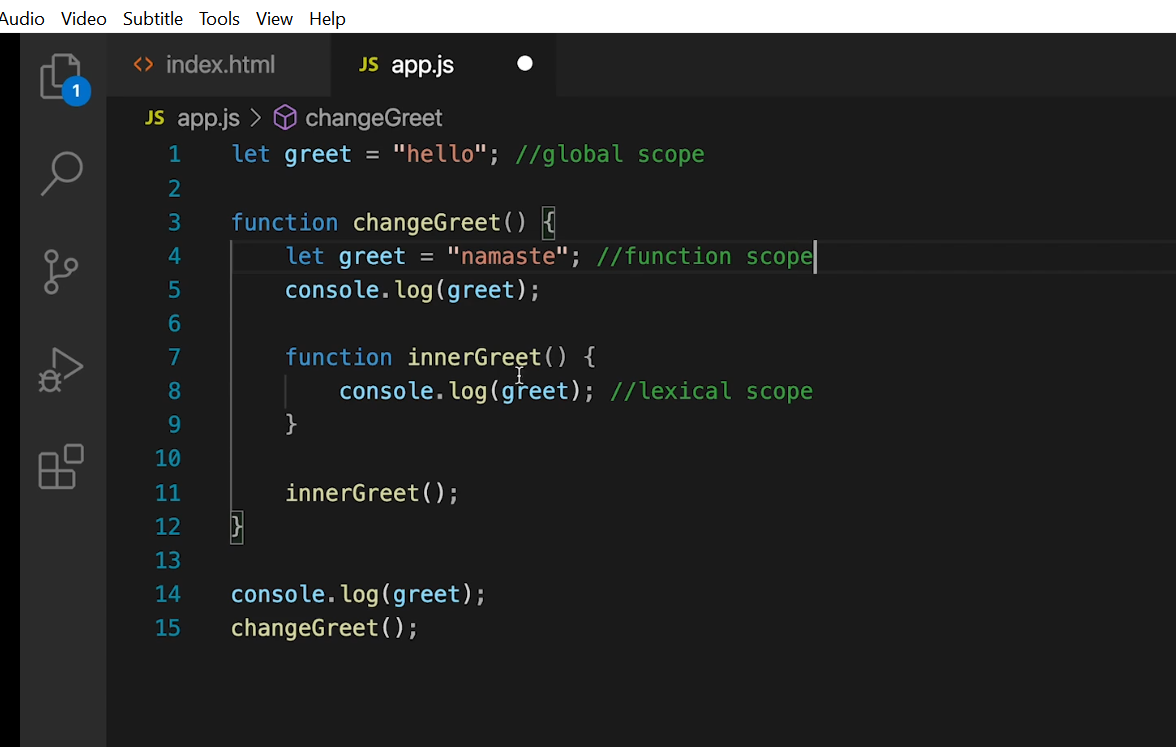 Audio Video Subtitle Tools View Help
1
<> index.html JS app.js
JS app.js > changeGreet
1 let greet = "hello"; //global scope
2
3 function changeGreet() {
4     let greet = "namaste"; //function scope
5     console.log(greet);
6
7     function innerGreet() {
8         console.log(greet); //lexical scope
9     }
10
11     innerGreet();
12 }
13
14 console.log(greet);
15 changeGreet();